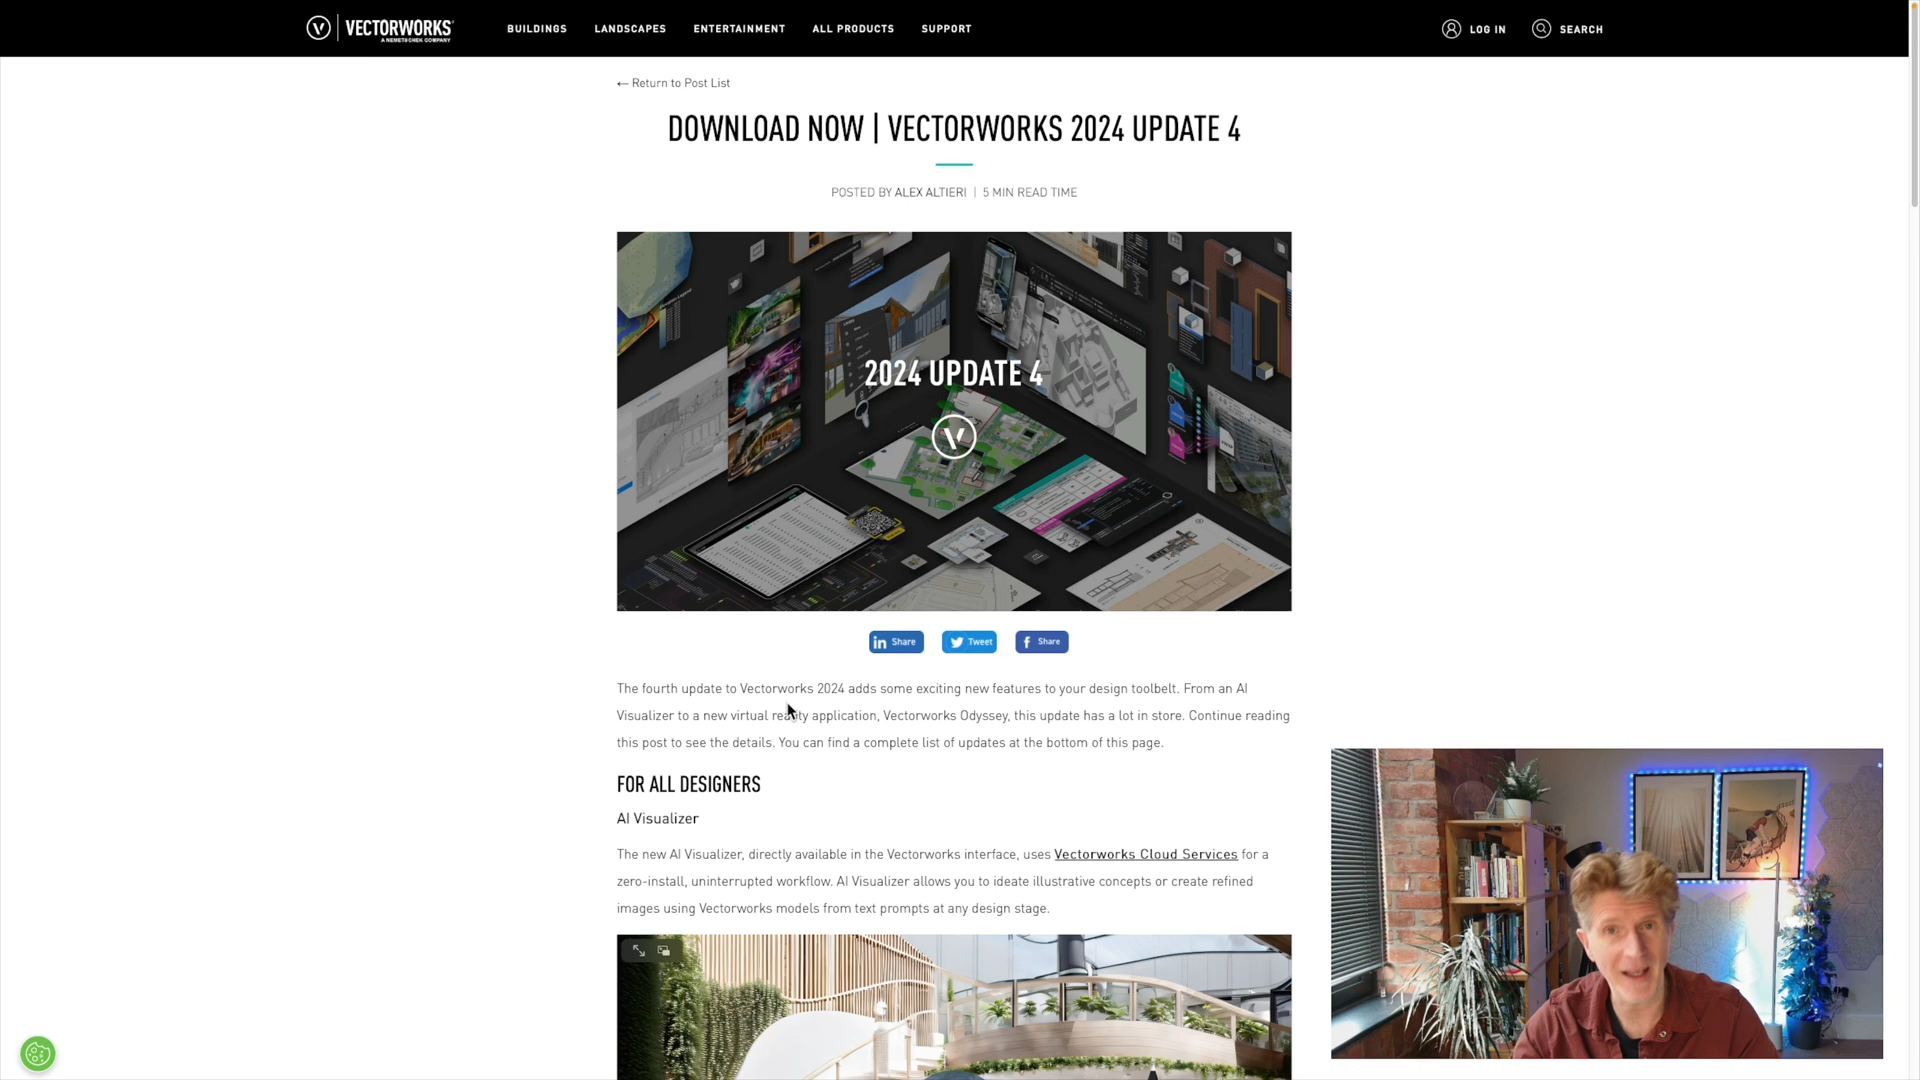 VECTORWORKS
A NEMETSCHEK COMPANY
BUILDINGS
LANDSCAPES
ENTERTAINMENT
ALL PRODUCTS
SUPPORT
LOG IN
SEARCH
← Return to Post List
DOWNLOAD NOW | VECTORWORKS 2024 UPDATE 4
POSTED BY ALEX ALTIERI | 5 MIN READ TIME
2024 UPDATE 4
in Share
Tweet
f Share
The fourth update to Vectorworks 2024 adds some exciting new features to your design toolbelt. From an AI
Visualizer to a new virtual reality application, Vectorworks Odyssey, this update has a lot in store. Continue reading
this post to see the details. You can find a complete list of updates at the bottom of this page.
FOR ALL DESIGNERS
AI Visualizer
The new AI Visualizer, directly available in the Vectorworks interface, uses Vectorworks Cloud Services for a
zero-install, uninterrupted workflow. AI Visualizer allows you to ideate illustrative concepts or create refined
images using Vectorworks models from text prompts at any design stage.